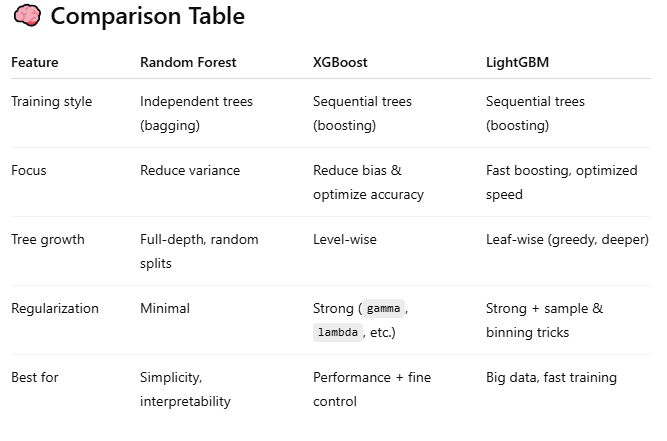 Comparison Table
Feature Random Forest XGBoost LightGBM
Training style Independent trees Sequential trees Sequential trees
(bagging) (boosting) (boosting)
Focus Reduce variance Reduce bias & Fast boosting, optimized
optimize accuracy speed
Tree growth Full-depth, random Level-wise Leaf-wise (greedy, deeper)
splits
Regularization Minimal Strong (gamma, Strong + sample &
lambda, etc.) binning tricks
Best for Simplicity, Performance + fine Big data, fast training
interpretability control